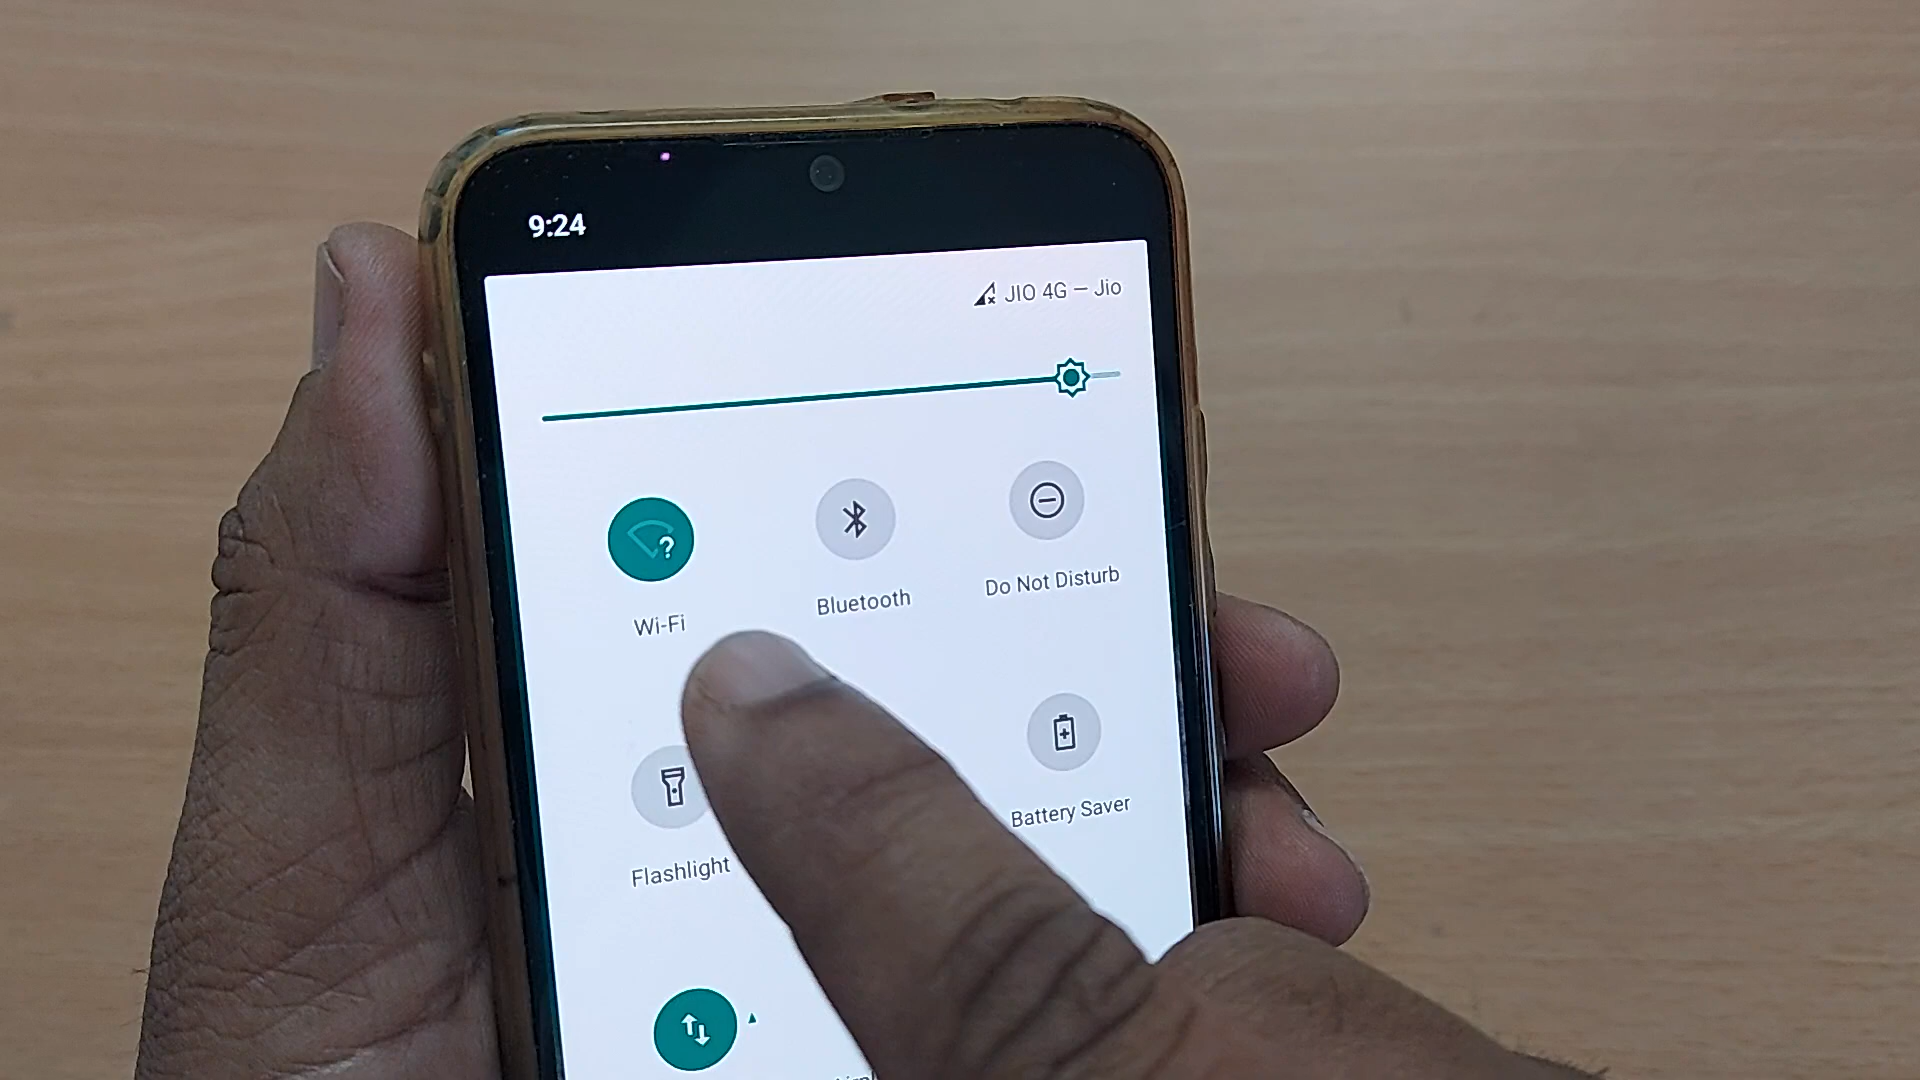 9:24
JIO 4G — Jio
Wi-Fi
Bluetooth
Do Not Disturb
Flashlight
Battery Saver